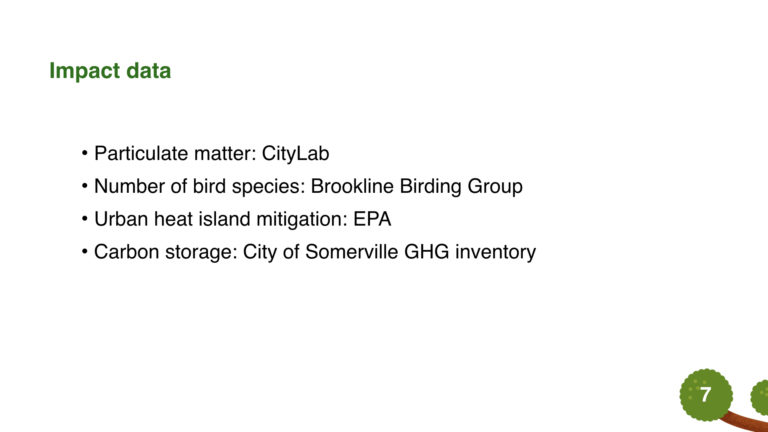 Impact data
• Particulate matter: CityLab
• Number of bird species: Brookline Birding Group
• Urban heat island mitigation: EPA
• Carbon storage: City of Somerville GHG inventory
7